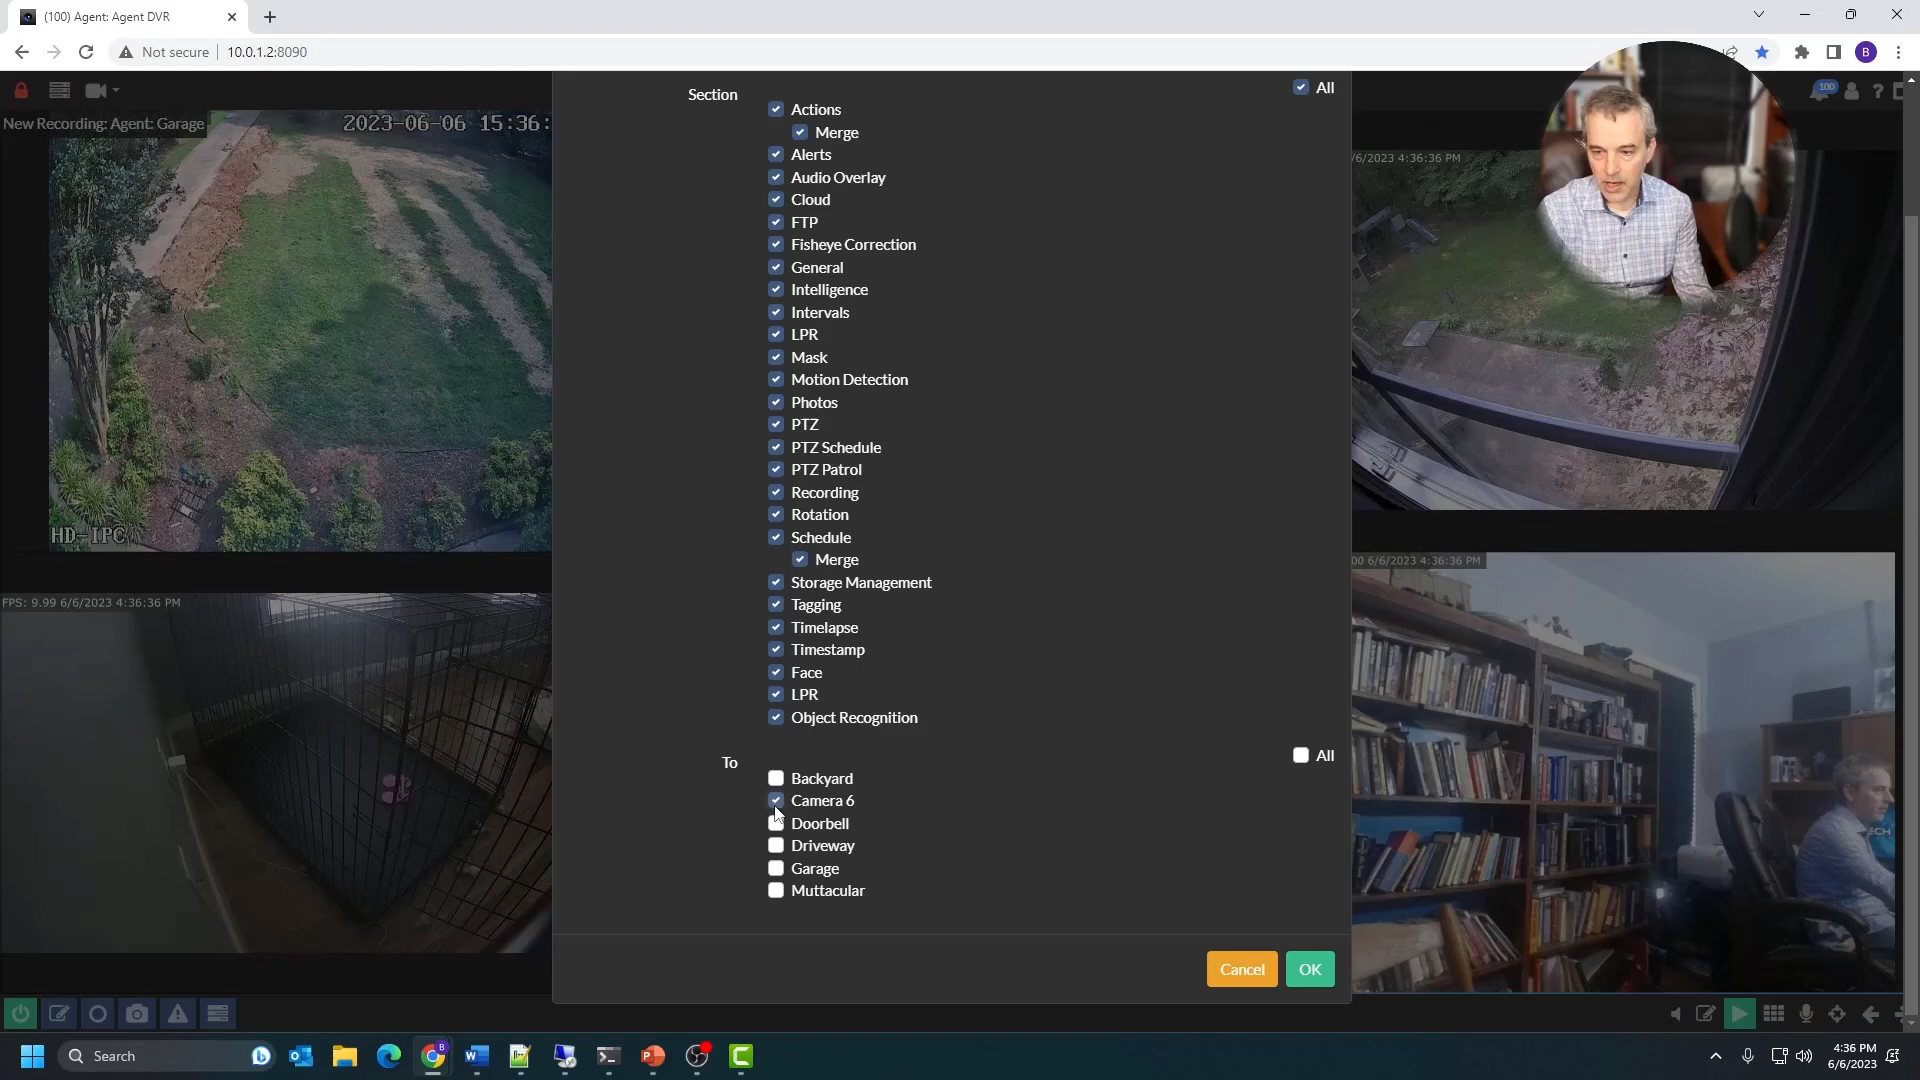 (100) Agent: Agent DVR
Not secure
10.0.1.2:8090
Section
All
Actions
Merge
Alerts
Audio Overlay
Cloud
FTP
Fisheye Correction
General
Intelligence
Intervals
LPR
Mask
Motion Detection
Photos
PTZ
PTZ Schedule
PTZ Patrol
Recording
Rotation
Schedule
Merge
Storage Management
Tagging
Timelapse
Timestamp
Face
LPR
Object Recognition
To
All
Backyard
Camera 6
Doorbell
Driveway
Garage
Muttacular
Cancel
OK
New Recording: Agent: Garage
2023-06-06 15:36:
HD-IPC
/6/2023 4:36:36 PM
100
B
FPS: 9.99 6/6/2023 4:36:36 PM
00 6/6/2023 4:36:36 PM
ECH
Search
B
4:36 PM
6/6/2023